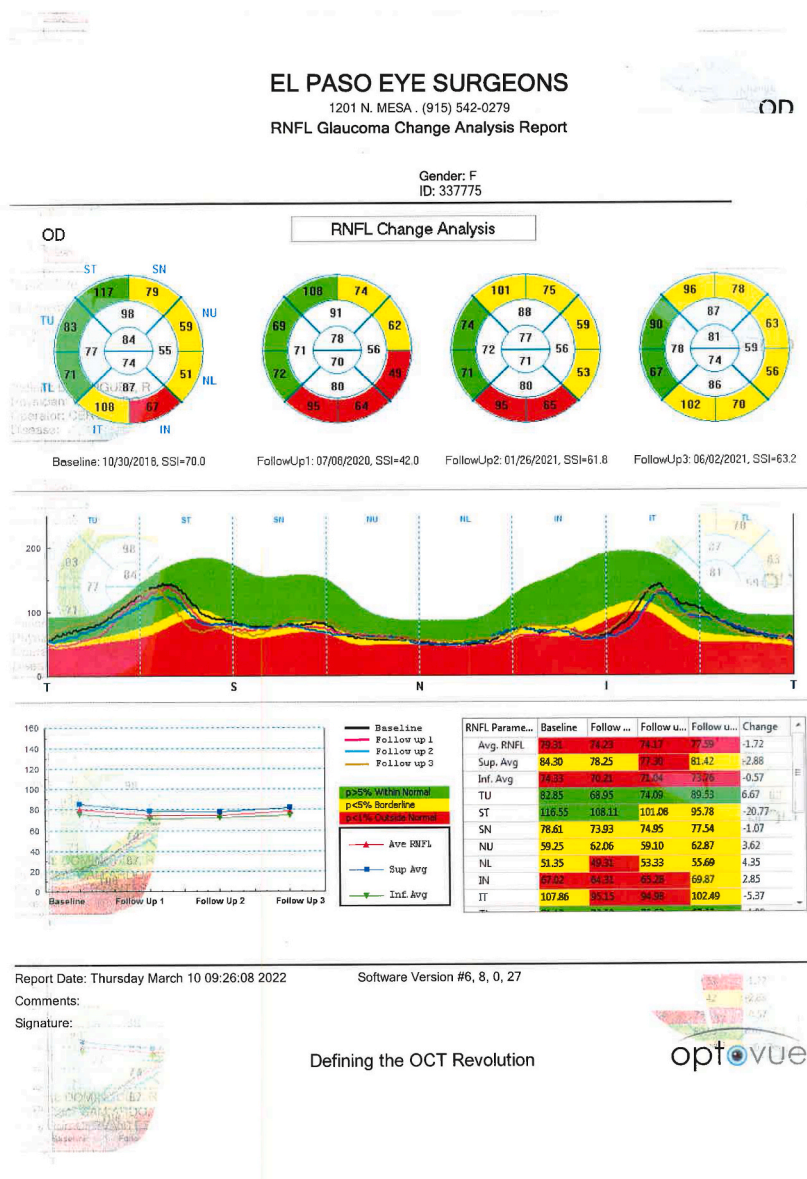 EL PASO EYE SURGEONS
1201 N. MESA . (915) 542-0279
OD
RNFL Glaucoma Change Analysis Report
Gender: F
ID: 337775
OD
RNFL Change Analysis
ST SN
117 79
TU 83 98 59 NU
84
77 55
74
TL 71 87 51 NL
108 67
IT IN
108 74
69 91 62
78
71 56
70
72 80 49
95 64
101 75
74 88 59
77
72 56
71
71 80 53
95 65
96 78
90 87 63
81
78 59
74
67 86 56
102 70
Baseline: 10/30/2018, SSI=70.0
FollowUp1: 07/08/2020, SSI=42.0
FollowUp2: 01/26/2021, SSI=61.8
FollowUp3: 06/02/2021, SSI=63.2
TU ST SN NU NL IN IT TL
200
100
0
T S N I T
160
140
120
100
80
60
40
20
0
Baseline Follow Up 1 Follow Up 2 Follow Up 3
Baseline
Follow up 1
Follow up 2
Follow up 3
p>5% Within Normal
p<5% Borderline
p<1% Outside Normal
Ave RNFL
Sup Avg
Inf. Avg
RNFL Parame... Baseline Follow ... Follow u... Follow u... Change
Avg. RNFL 79.31 74.23 74.17 77.59 -1.72
Sup. Avg 84.30 78.25 77.30 81.42 -2.88
Inf. Avg 74.33 70.21 71.04 73.76 -0.57
TU 82.85 68.95 74.09 89.53 6.67
ST 116.55 108.11 101.08 95.78 -20.77
SN 78.61 73.93 74.95 77.54 -1.07
NU 59.25 62.06 59.10 62.87 3.62
NL 51.35 49.31 53.33 55.69 4.35
IN 67.02 64.31 65.28 69.87 2.85
IT 107.86 95.15 94.98 102.49 -5.37
Report Date: Thursday March 10 09:26:08 2022
Software Version #6, 8, 0, 27
Comments:
Signature:
Defining the OCT Revolution
optovue